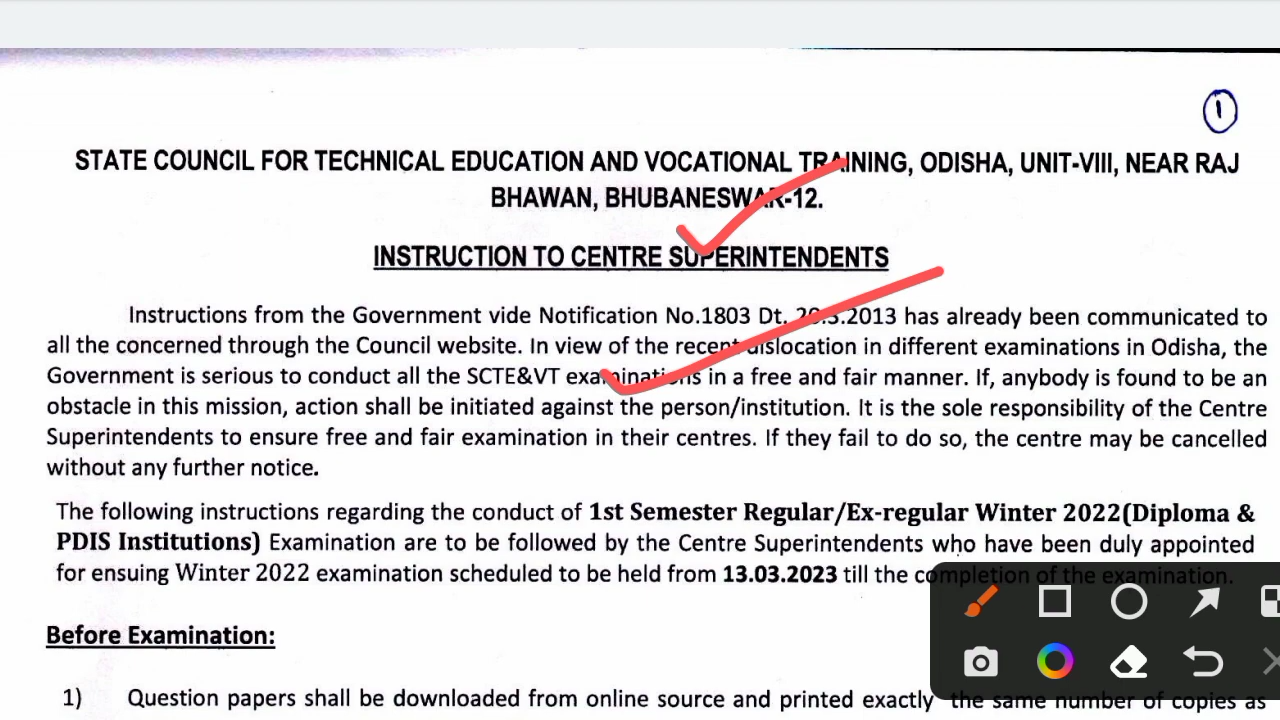 1
STATE COUNCIL FOR TECHNICAL EDUCATION AND VOCATIONAL TRAINING, ODISHA, UNIT-VIII, NEAR RAJ
BHAWAN, BHUBANESWAR-12.
INSTRUCTION TO CENTRE SUPERINTENDENTS
Instructions from the Government vide Notification No.1803 Dt. .3.2013 has already been communicated to
all the concerned through the Council website. In view of the recent dislocation in different examinations in Odisha, the
Government is serious to conduct all the SCTE&VT examinations in a free and fair manner. If, anybody is found to be an
obstacle in this mission, action shall be initiated against the person/institution. It is the sole responsibility of the Centre
Superintendents to ensure free and fair examination in their centres. If they fail to do so, the centre may be cancelled
without any further notice.
The following instructions regarding the conduct of 1st Semester Regular/Ex-regular Winter 2022(Diploma &
PDIS Institutions) Examination are to be followed by the Centre Superintendents who have been duly appointed
for ensuing Winter 2022 examination scheduled to be held from 13.03.2023 till the completion of the examination.
Before Examination:
1) Question papers shall be downloaded from online source and printed exactly the same number of copies as